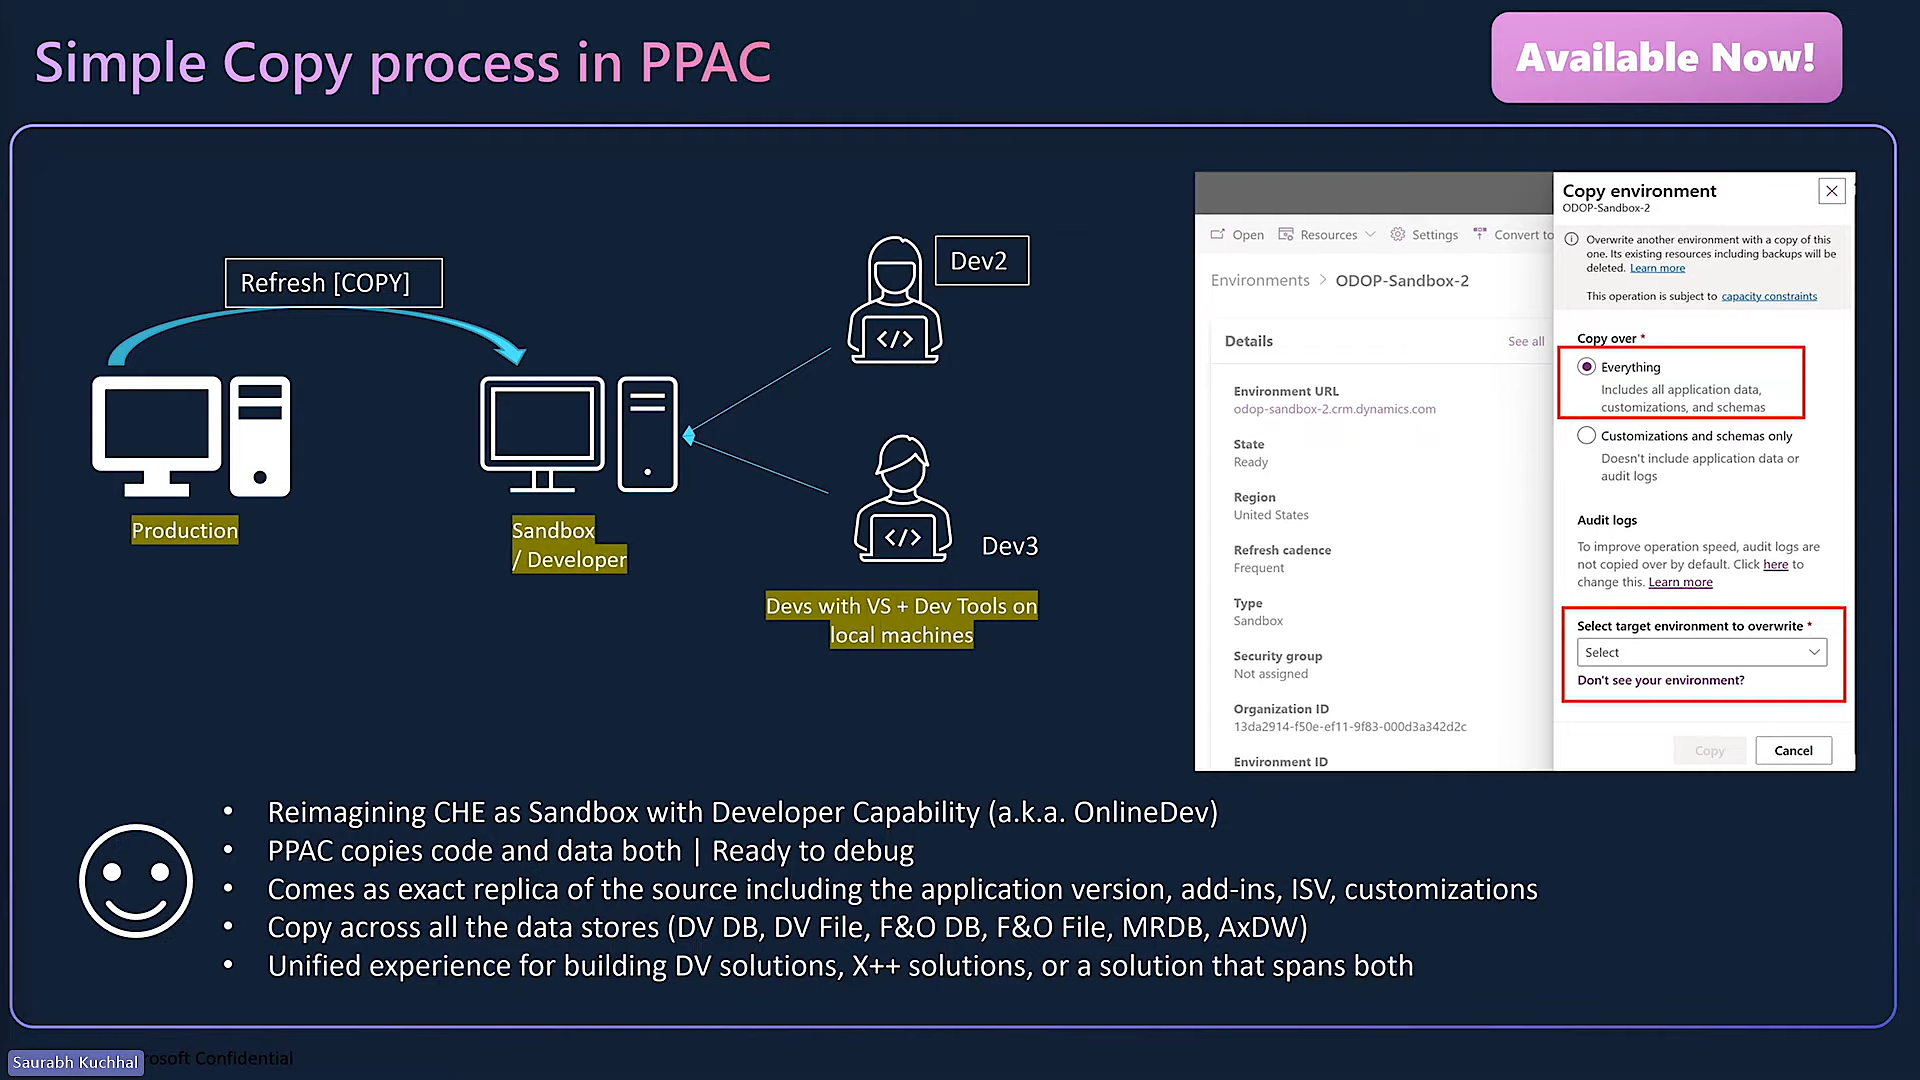 Simple Copy process in PPAC
Available Now!
Refresh [COPY]
Production
Sandbox
/ Developer
Dev2
Dev3
Devs with VS + Dev Tools on
local machines
Open
Resources
Settings
Convert to
Environments > ODOP-Sandbox-2
Details
See all
Environment URL
odop-sandbox-2.crm.dynamics.com
State
Ready
Region
United States
Refresh cadence
Frequent
Type
Sandbox
Security group
Not assigned
Organization ID
13da2914-f50e-ef11-9f83-000d3a342d2c
Environment ID
Copy environment
ODOP-Sandbox-2
Overwrite another environment with a copy of this
one. Its existing resources including backups will be
deleted. Learn more
This operation is subject to capacity constraints
Copy over *
Everything
Includes all application data,
customizations, and schemas
Customizations and schemas only
Doesn't include application data or
audit logs
Audit logs
To improve operation speed, audit logs are
not copied over by default. Click here to
change this. Learn more
Select target environment to overwrite *
Select
Don't see your environment?
Copy
Cancel
• Reimagining CHE as Sandbox with Developer Capability (a.k.a. OnlineDev)
• PPAC copies code and data both | Ready to debug
• Comes as exact replica of the source including the application version, add-ins, ISV, customizations
• Copy across all the data stores (DV DB, DV File, F&O DB, F&O File, MRDB, AxDW)
• Unified experience for building DV solutions, X++ solutions, or a solution that spans both
Saurabh Kuchhal
rosoft Confidential